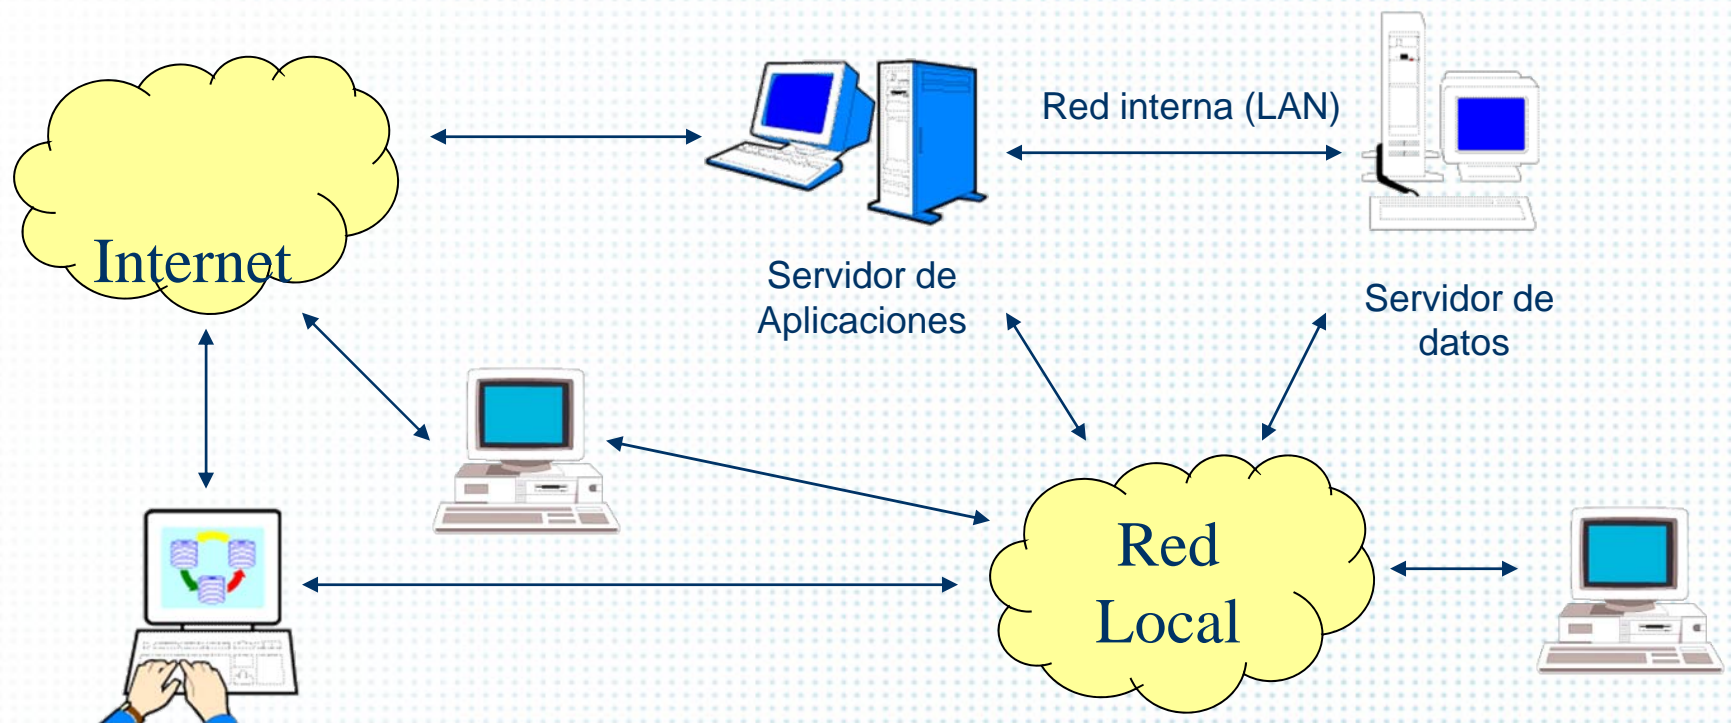 Red interna (LAN)
Internet
Servidor de
Aplicaciones
Servidor de
datos
Red
Local